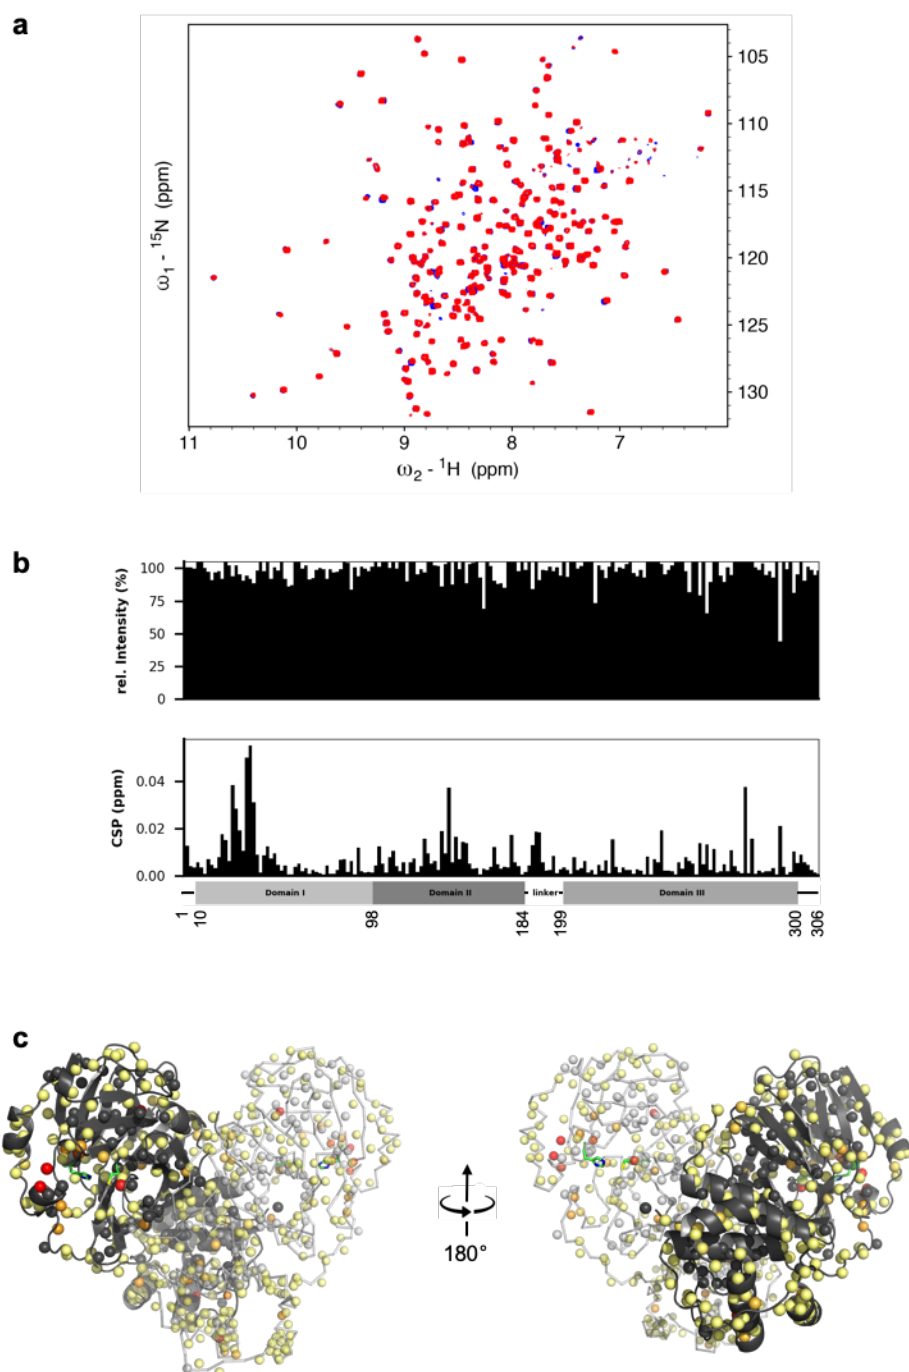 a
105
110
115
120
125
130
ω1 - 15N (ppm)
11 10 9 8 7
ω2 - 1H (ppm)
b
rel. Intensity (%)
100
75
50
25
0
CSP (ppm)
0.04
0.02
0.00
Domain I Domain II linker Domain III
1 10 98 184 199 300 306
c
180°